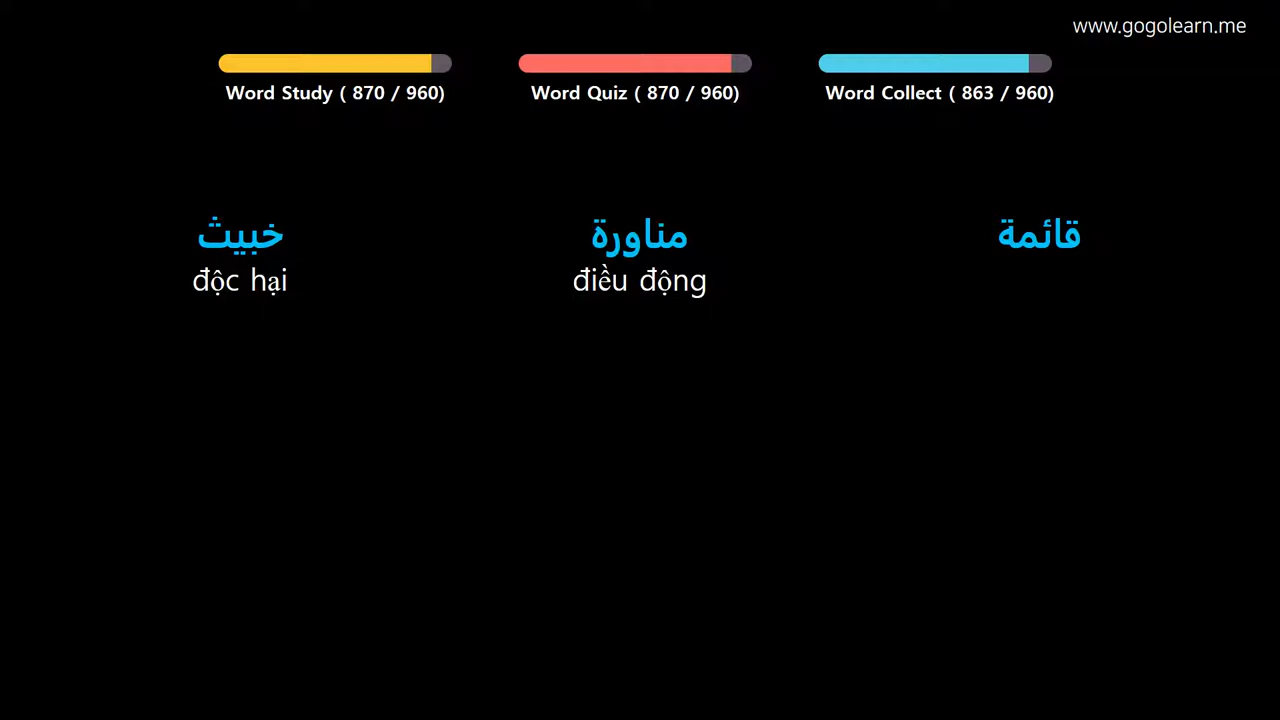 www.gogolearn.me
Word Study ( 870 / 960)
Word Quiz ( 870 / 960)
Word Collect ( 863 / 960)
خبيث
độc hại
مناورة
điều động
قائمة